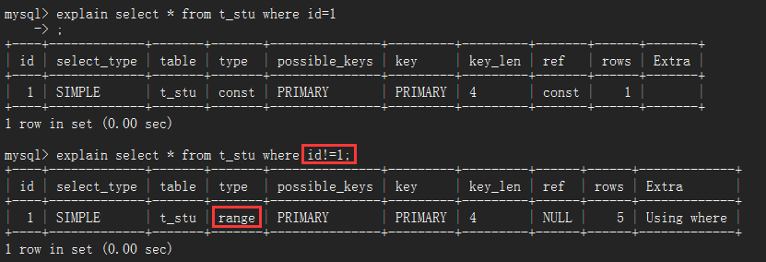 mysql> explain select * from t_stu where id=1
    -> ;
+----+-------------+-------+-------+---------------+---------+---------+-------+------+-------+
| id | select_type | table | type  | possible_keys | key     | key_len | ref   | rows | Extra |
+----+-------------+-------+-------+---------------+---------+---------+-------+------+-------+
|  1 | SIMPLE      | t_stu | const | PRIMARY       | PRIMARY | 4       | const |    1 |       |
+----+-------------+-------+-------+---------------+---------+---------+-------+------+-------+
1 row in set (0.00 sec)
mysql> explain select * from t_stu where id!=1;
+----+-------------+-------+-------+---------------+---------+---------+------+------+-------------+
| id | select_type | table | type  | possible_keys | key     | key_len | ref  | rows | Extra       |
+----+-------------+-------+-------+---------------+---------+---------+------+------+-------------+
|  1 | SIMPLE      | t_stu | range | PRIMARY       | PRIMARY | 4       | NULL |    5 | Using where |
+----+-------------+-------+-------+---------------+---------+---------+------+------+-------------+
1 row in set (0.00 sec)